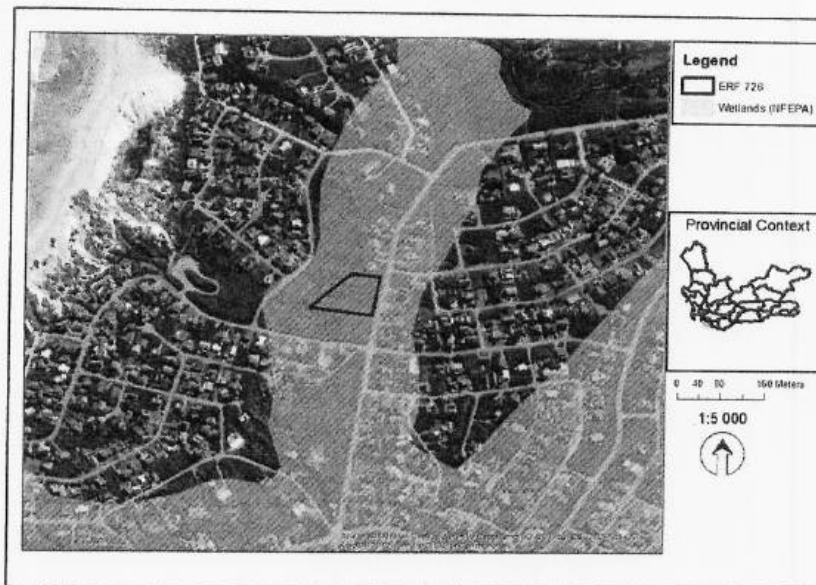 Legend
ERF 726
Wetlands (NFEPA)
Provincial Context
0 40 80 160 Meters
1:5 000